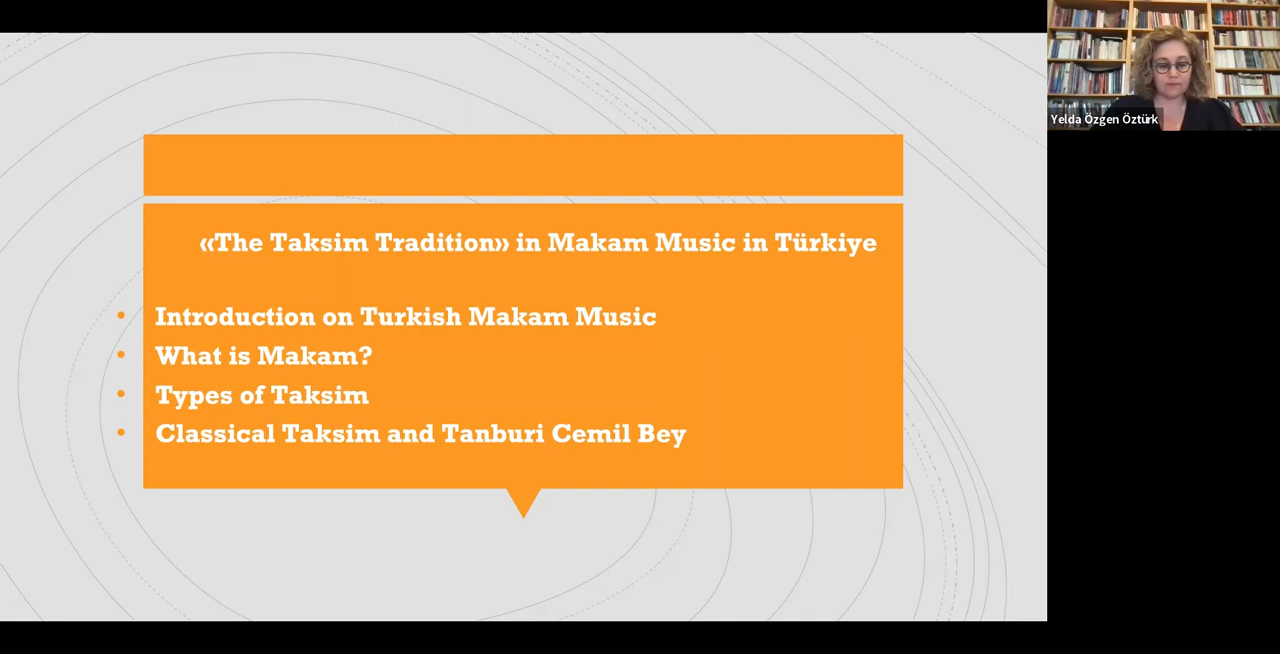 «The Taksim Tradition» in Makam Music in Türkiye
• Introduction on Turkish Makam Music
• What is Makam?
• Types of Taksim
• Classical Taksim and Tanburi Cemil Bey
Yelda Özgen Öztürk